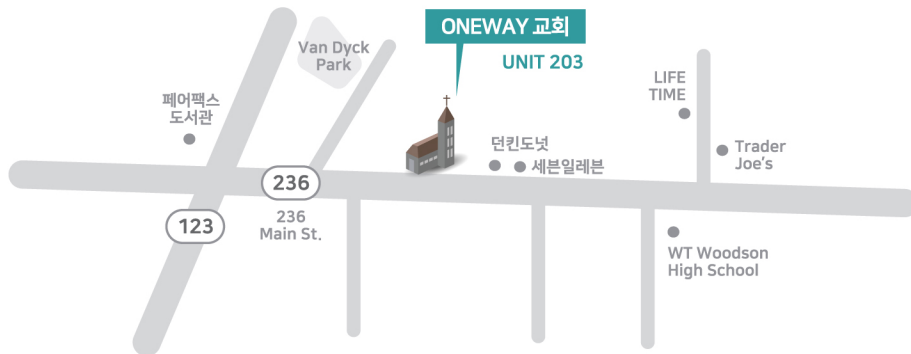 ONEWAY 교회
UNIT 203
Van Dyck
Park
페어팩스
도서관
LIFE
TIME
던킨도넛
세븐일레븐
Trader
Joe's
236
236
Main St.
123
WT Woodson
High School